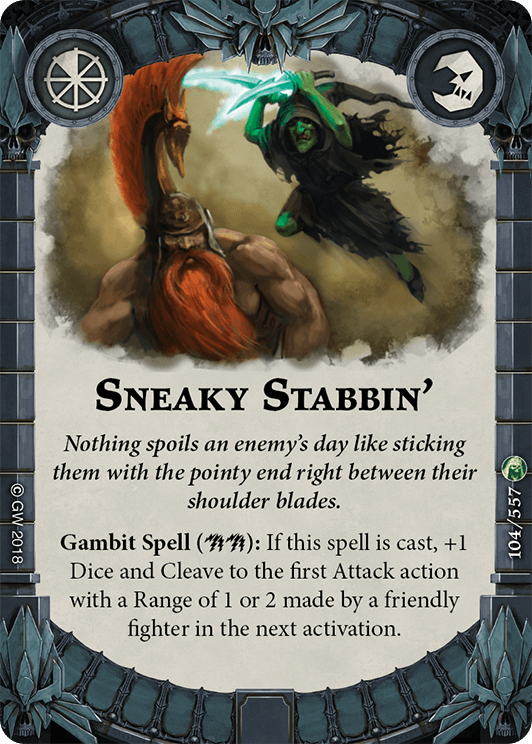 SNEAKY STABBIN’
Nothing spoils an enemy’s day like sticking
them with the pointy end right between their
shoulder blades.
Gambit Spell (): If this spell is cast, +1
Dice and Cleave to the first Attack action
with a Range of 1 or 2 made by a friendly
fighter in the next activation.
© GW 2018
104/557